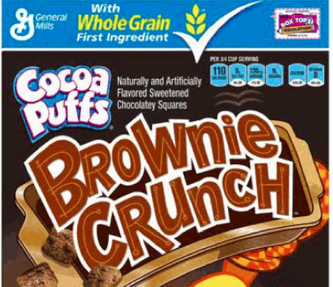 General
Mills
With
Whole Grain
First Ingredient
BOX TOPS
PER 3/4 CUP SERVING
110
Cocoa
Puffs
Naturally and Artificially
Flavored Sweetened
Chocolatey Squares
BROWNIE
CRUNCH